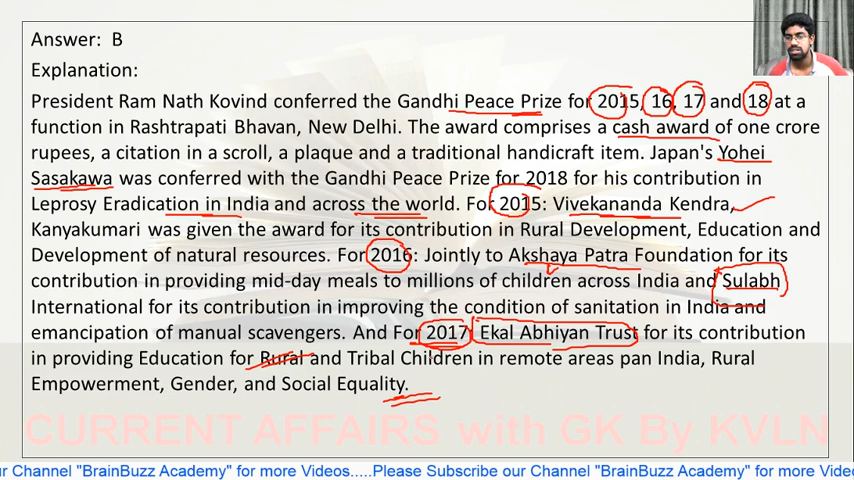 Answer: B
Explanation:
President Ram Nath Kovind conferred the Gandhi Peace Prize for 2015, 16, 17 and 18 at a
function in Rashtrapati Bhavan, New Delhi. The award comprises a cash award of one crore
rupees, a citation in a scroll, a plaque and a traditional handicraft item. Japan's Yohei
Sasakawa was conferred with the Gandhi Peace Prize for 2018 for his contribution in
Leprosy Eradication in India and across the world. For 2015: Vivekananda Kendra,
Kanyakumari was given the award for its contribution in Rural Development, Education and
Development of natural resources. For 2016: Jointly to Akshaya Patra Foundation for its
contribution in providing mid-day meals to millions of children across India and Sulabh
International for its contribution in improving the condition of sanitation in India and
emancipation of manual scavengers. And For 2017 Ekal Abhiyan Trust for its contribution
in providing Education for Rural and Tribal Children in remote areas pan India, Rural
Empowerment, Gender, and Social Equality.
CURRENT AFFAIRS with GK By KVLN
ur Channel "BrainBuzz Academy" for more Videos.....Please Subscribe our Channel "BrainBuzz Academy" for more Vide